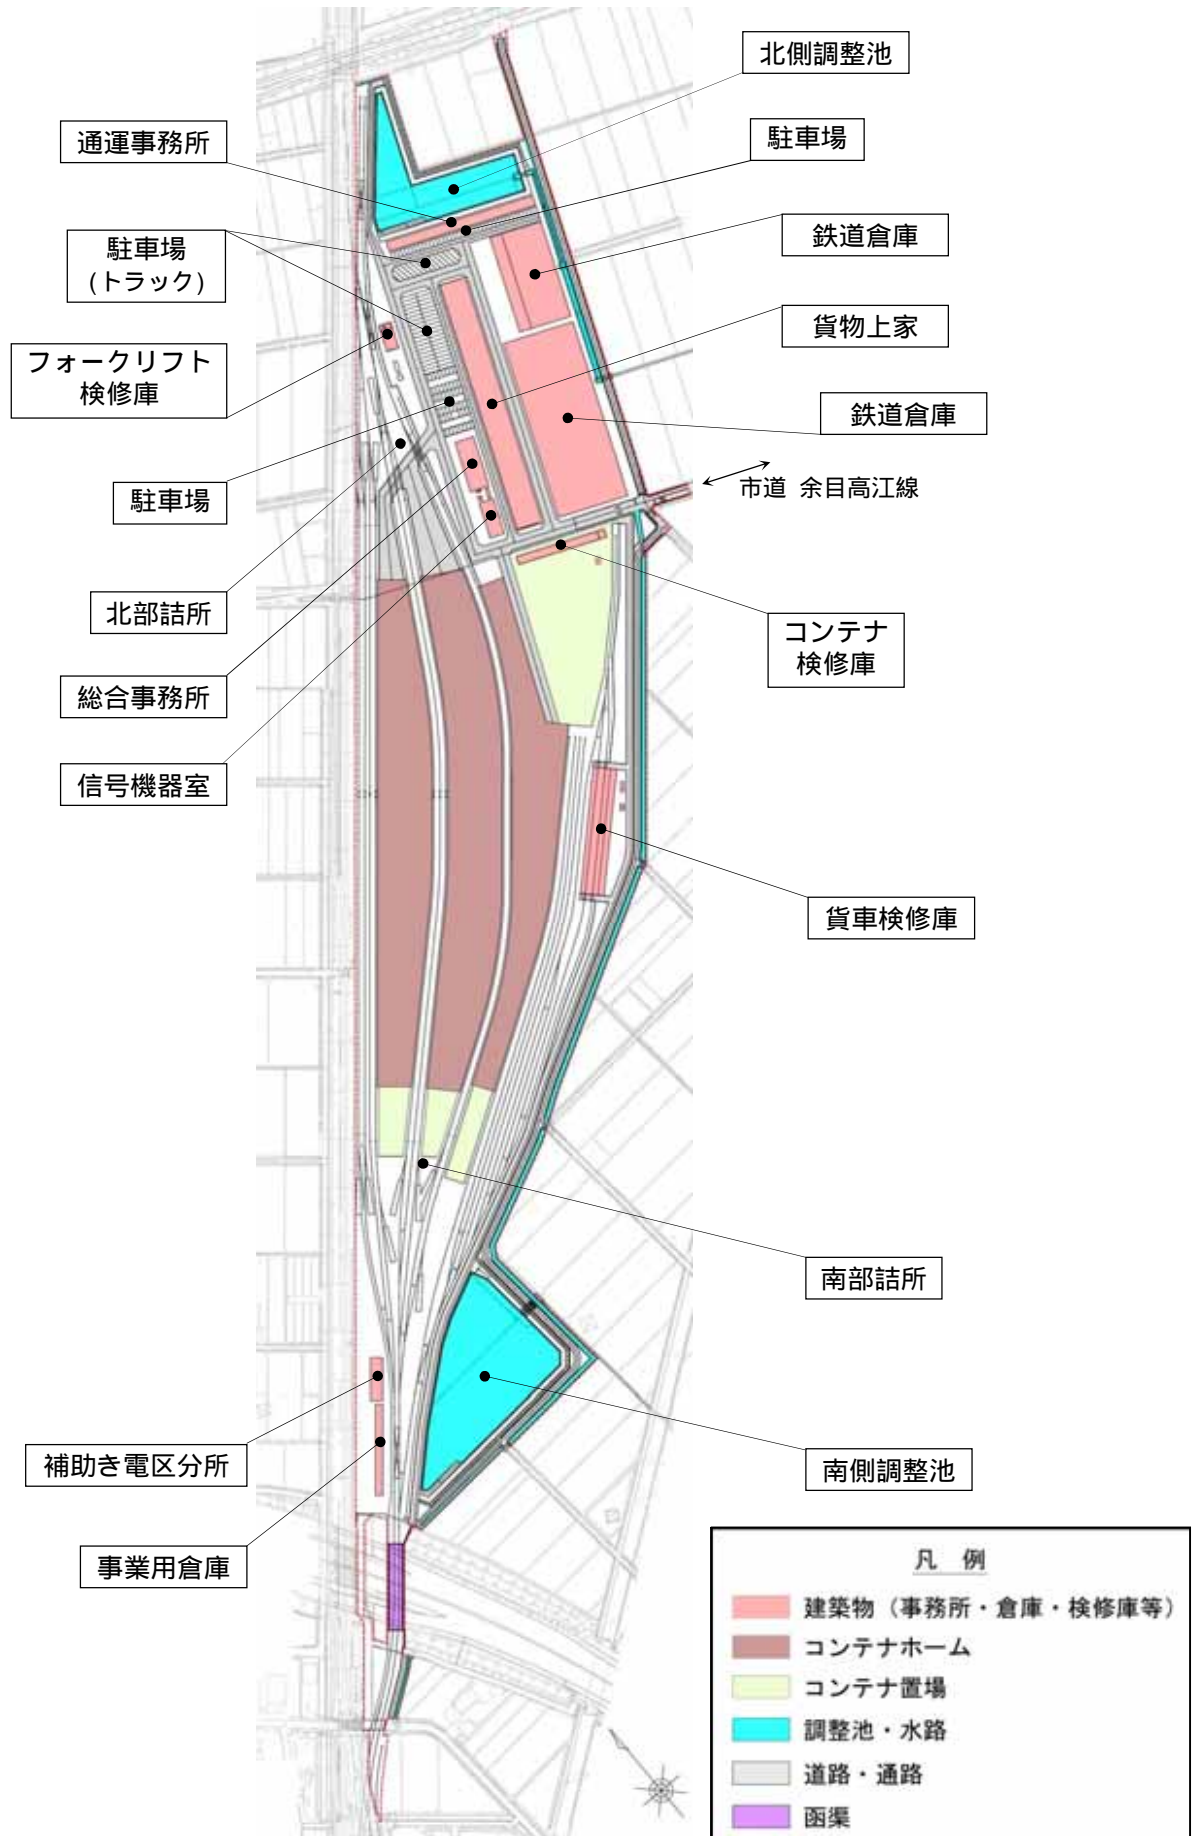 北側調整池
通運事務所
駐車場
駐車場
(トラック)
鉄道倉庫
貨物上家
フォークリフト
検修庫
鉄道倉庫
駐車場
市道 余目高江線
北部詰所
コンテナ
検修庫
総合事務所
信号機器室
貨車検修庫
南部詰所
補助き電区分所
南側調整池
事業用倉庫
凡 例
建築物（事務所・倉庫・検修庫等）
コンテナホーム
コンテナ置場
調整池・水路
道路・通路
函渠